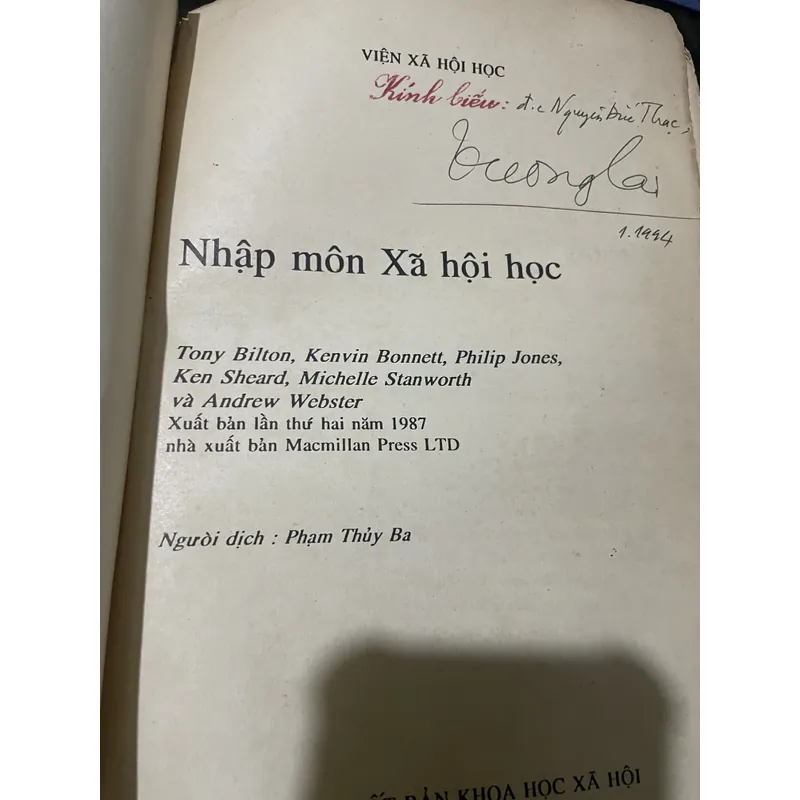 VIỆN XÃ HỘI HỌC
Kính biếu: đ.c Nguyễn Đức Thạc,
Tương Lai
1.1994
Nhập môn Xã hội học
Tony Bilton, Kenvin Bonnett, Philip Jones,
Ken Sheard, Michelle Stanworth
và Andrew Webster
Xuất bản lần thứ hai năm 1987
nhà xuất bản Macmillan Press LTD
Người dịch : Phạm Thủy Ba
BẢN KHOA HỌC XÃ HỘI